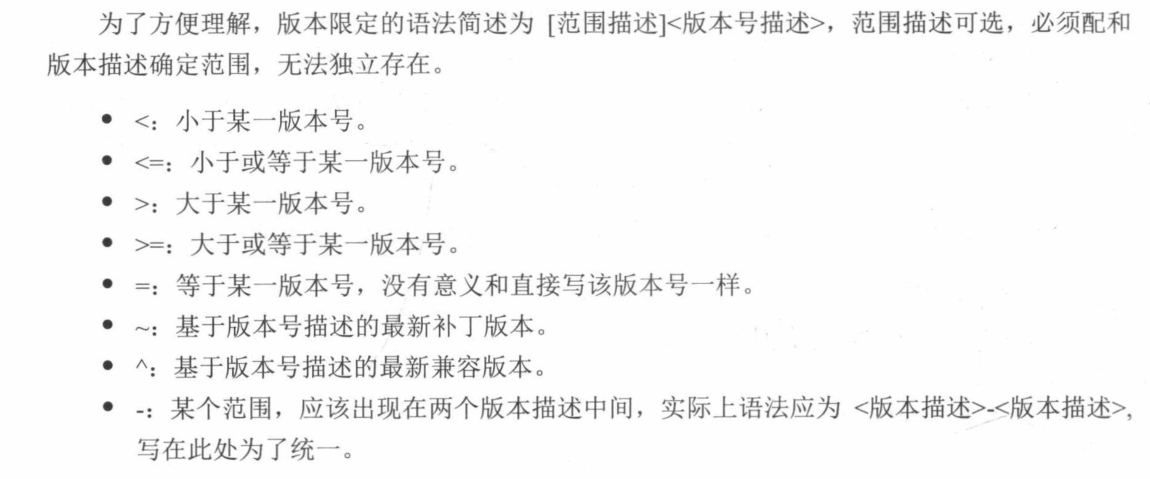 为了方便理解，版本限定的语法简述为 [范围描述]<版本号描述>，范围描述可选，必须配和
版本描述确定范围，无法独立存在。
● <：小于某一版本号。
● <=：小于或等于某一版本号。
● >：大于某一版本号。
● >=：大于或等于某一版本号。
● =：等于某一版本号，没有意义和直接写该版本号一样。
● ~：基于版本号描述的最新补丁版本。
● ^：基于版本号描述的最新兼容版本。
● -：某个范围，应该出现在两个版本描述中间，实际上语法应为 <版本描述>-<版本描述>,
写在此处为了统一。